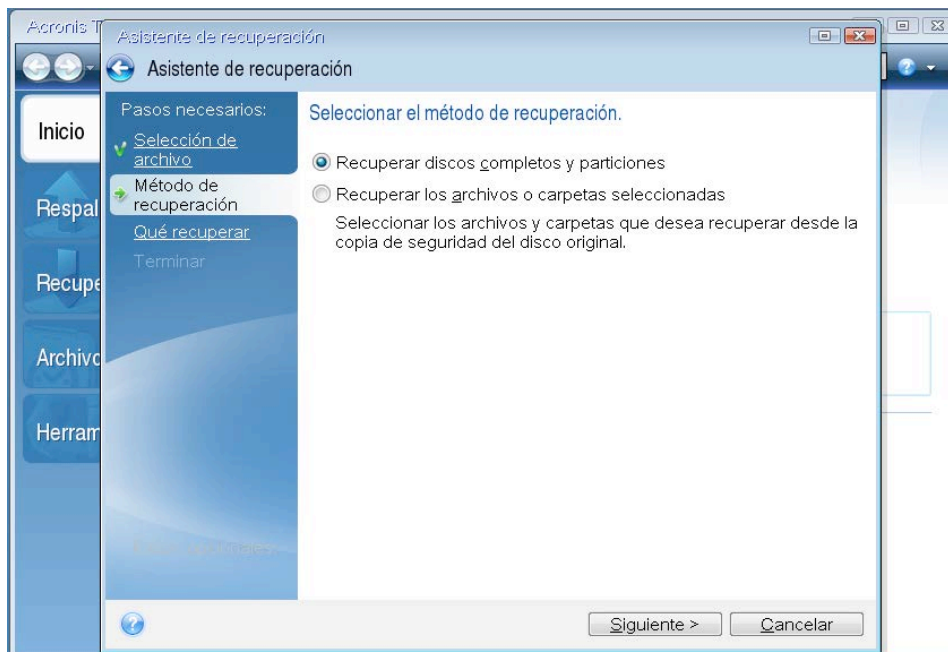 Acronis T
Asistente de recuperación
Asistente de recuperación
Inicio
Respal
Recupe
Archivo
Herram
Pasos necesarios:
Selección de
archivo
Método de
recuperación
Qué recuperar
Terminar
Seleccionar el método de recuperación.
Recuperar discos completos y particiones
Recuperar los archivos o carpetas seleccionadas
Seleccionar los archivos y carpetas que desea recuperar desde la
copia de seguridad del disco original.
Siguiente >
Cancelar